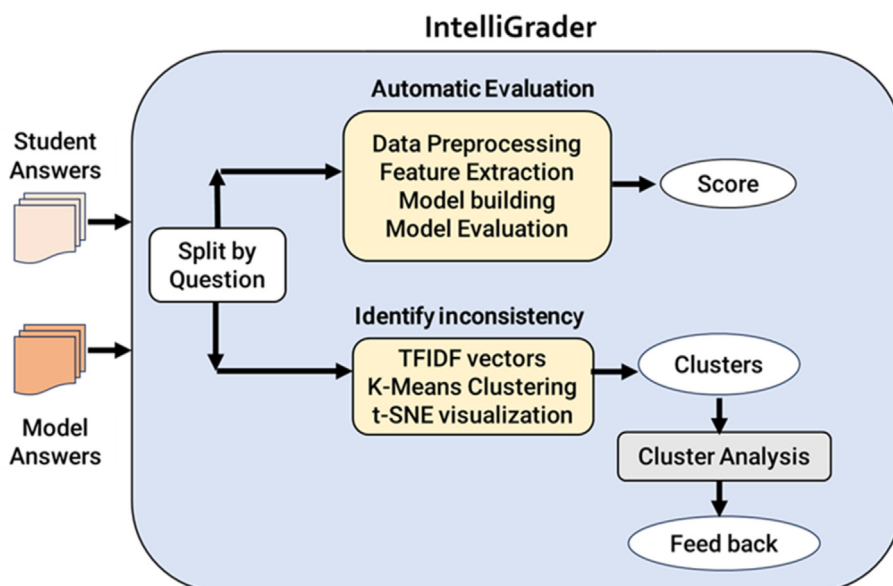 IntelliGrader
Automatic Evaluation
Student
Answers
Data Preprocessing
Feature Extraction
Model building
Model Evaluation
Score
Split by
Question
Identify inconsistency
TFIDF vectors
K-Means Clustering
t-SNE visualization
Clusters
Model
Answers
Cluster Analysis
Feed back